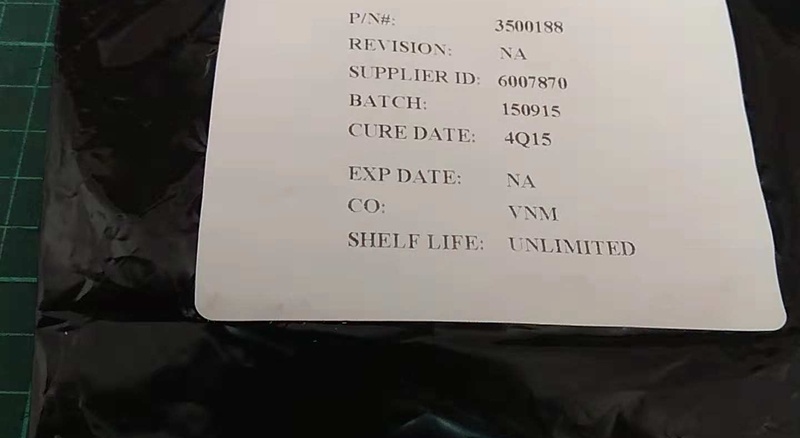 P/N#: 3500188
REVISION: NA
SUPPLIER ID: 6007870
BATCH: 150915
CURE DATE: 4Q15
EXP DATE: NA
CO: VNM
SHELF LIFE: UNLIMITED